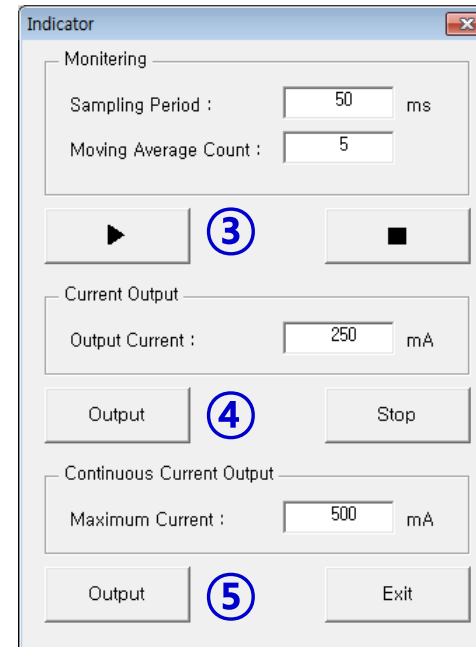 Indicator
Monitering
Sampling Period : 50 ms
Moving Average Count : 5
③
Current Output
Output Current : 250 mA
Output ④ Stop
Continuous Current Output
Maximum Current : 500 mA
Output ⑤ Exit